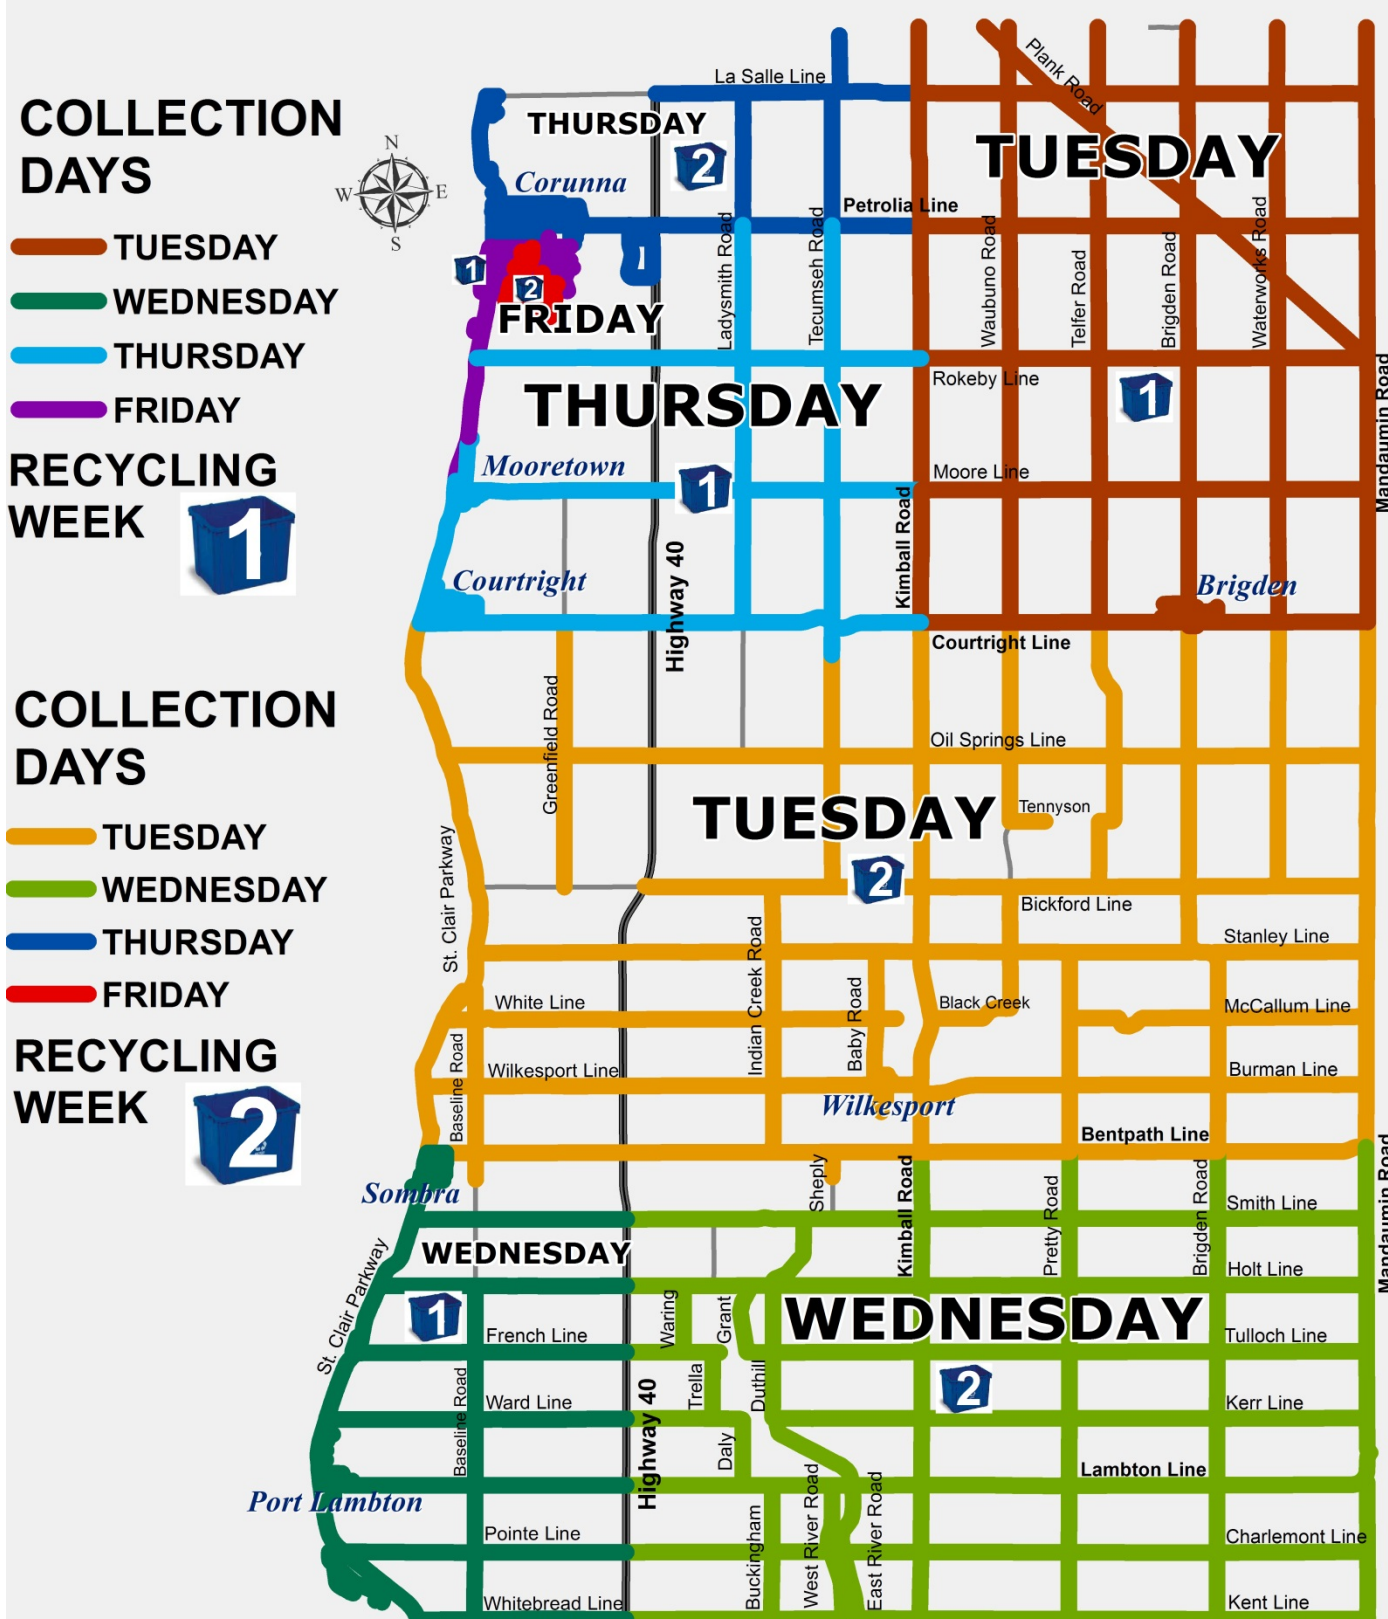 COLLECTION
DAYS
TUESDAY
WEDNESDAY
THURSDAY
FRIDAY
RECYCLING
WEEK
1
COLLECTION
DAYS
TUESDAY
WEDNESDAY
THURSDAY
FRIDAY
RECYCLING
WEEK
2
N
W E
S
La Salle Line
Plank Road
THURSDAY
2
TUESDAY
Corunna
Petrolia Line
Ladysmith Road
Tecumseh Road
Waubuno Road
Telfer Road
Brigden Road
Waterworks Road
1
2
FRIDAY
Rokeby Line
1
Mandaumin Road
THURSDAY
Mooretown
1
Moore Line
Kimball Road
Highway 40
Courtright
Brigden
Courtright Line
Greenfield Road
Oil Springs Line
TUESDAY
Tennyson
2
St. Clair Parkway
Bickford Line
Stanley Line
Indian Creek Road
White Line
Baby Road
Black Creek
McCallum Line
Baseline Road
Wilkesport Line
Burman Line
Wilkesport
Bentpath Line
Sombra
Sheply
Kimball Road
Pretty Road
Brigden Road
Smith Line
Mandaumin Road
WEDNESDAY
Holt Line
St. Clair Parkway
1
Waring
Grant
WEDNESDAY
French Line
Tulloch Line
Trella
Duthill
2
Baseline Road
Ward Line
Highway 40
Kerr Line
Daly
Lambton Line
Port Lambton
Buckingham
West River Road
East River Road
Pointe Line
Charlemont Line
Whitebread Line
Kent Line